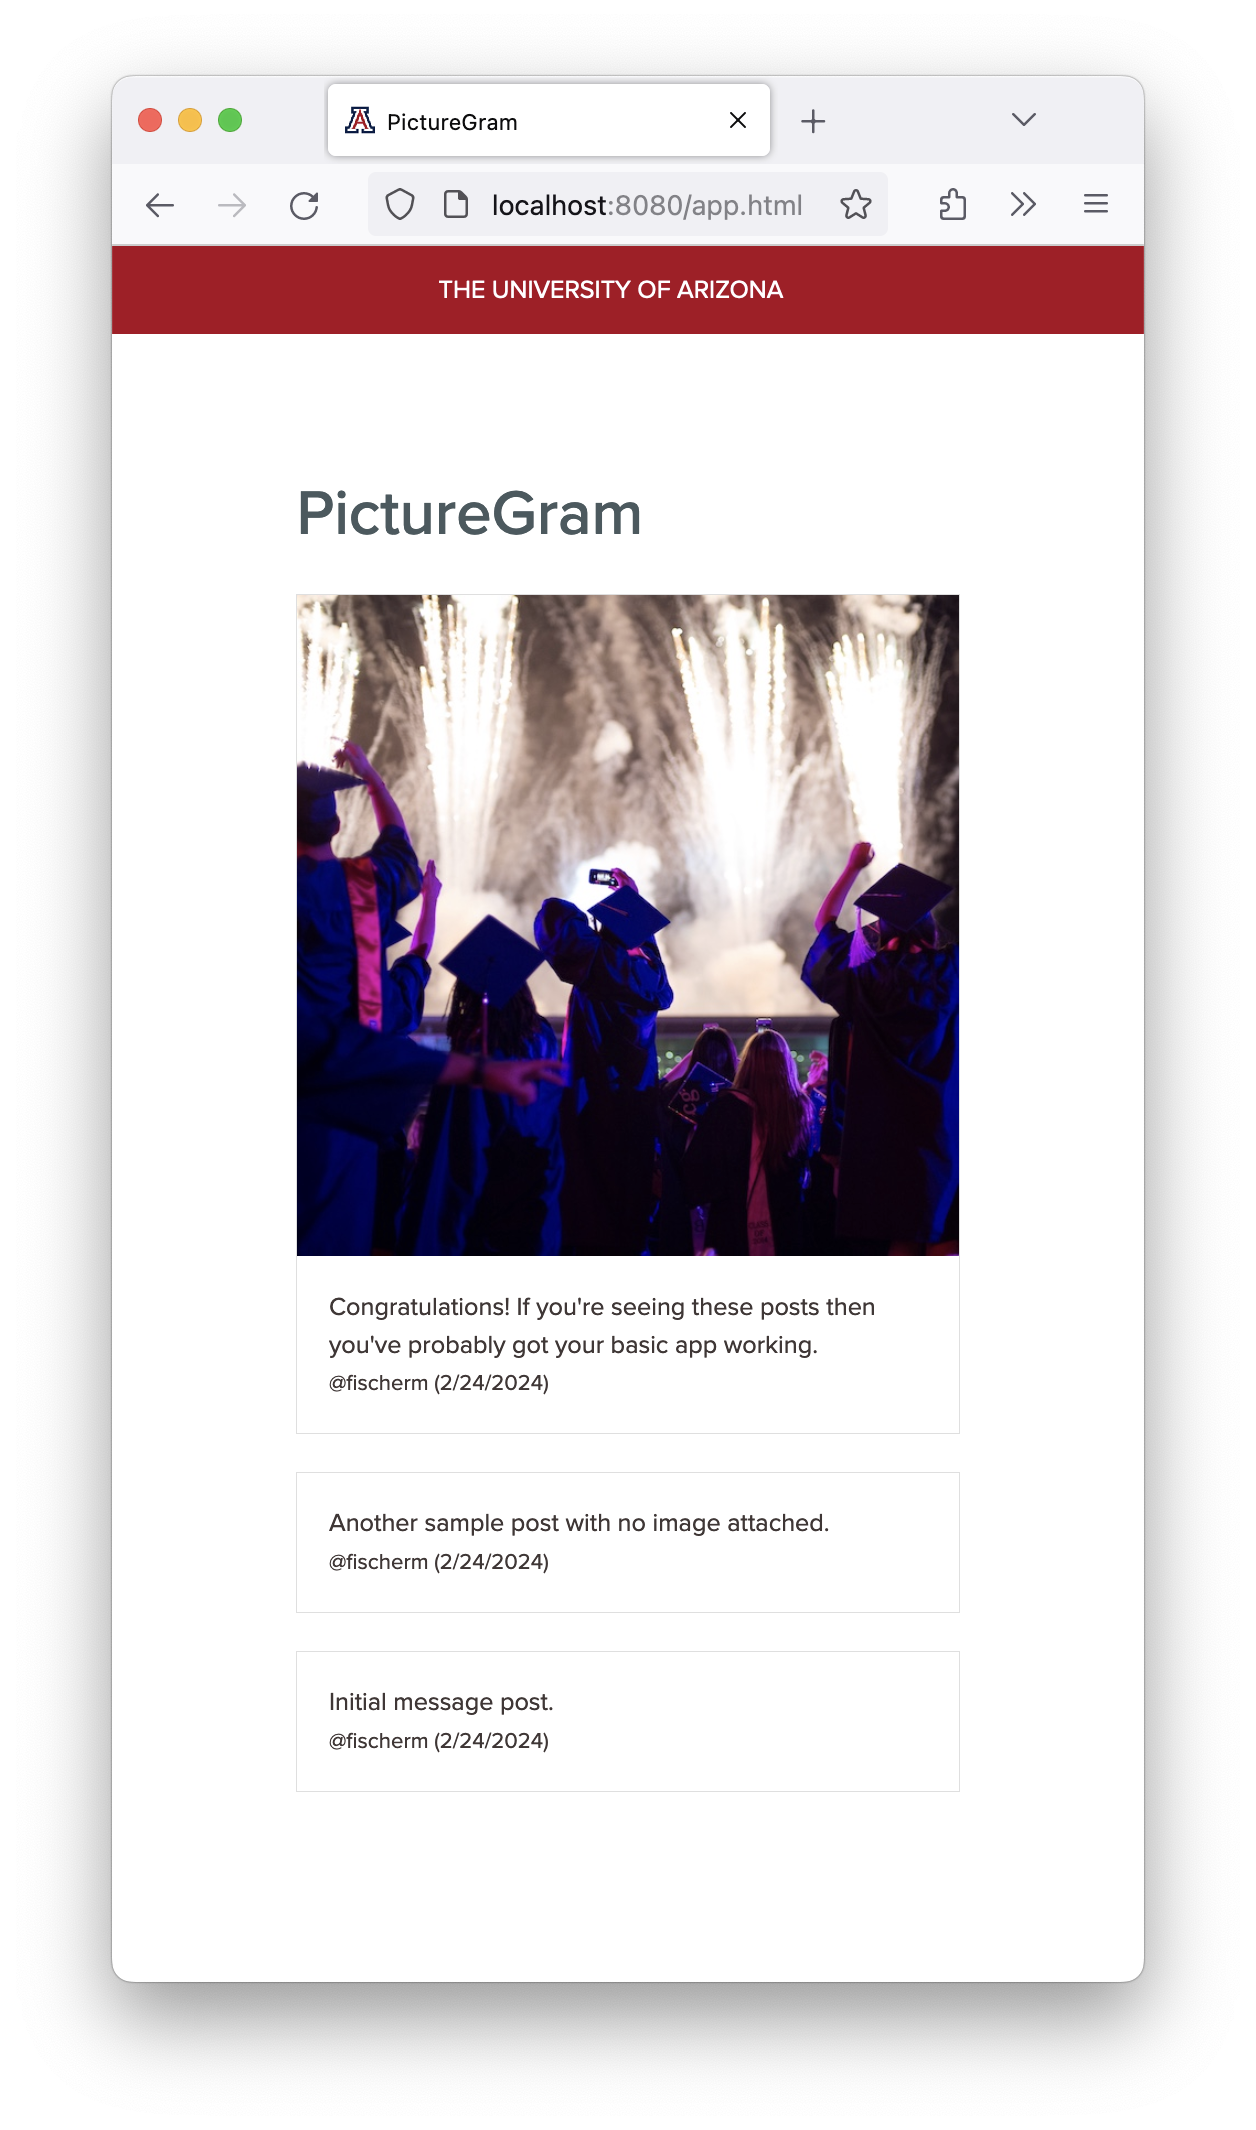 PictureGram
localhost:8080/app.html
THE UNIVERSITY OF ARIZONA
PictureGram
Congratulations! If you're seeing these posts then
you've probably got your basic app working.
@fischerm (2/24/2024)
Another sample post with no image attached.
@fischerm (2/24/2024)
Initial message post.
@fischerm (2/24/2024)